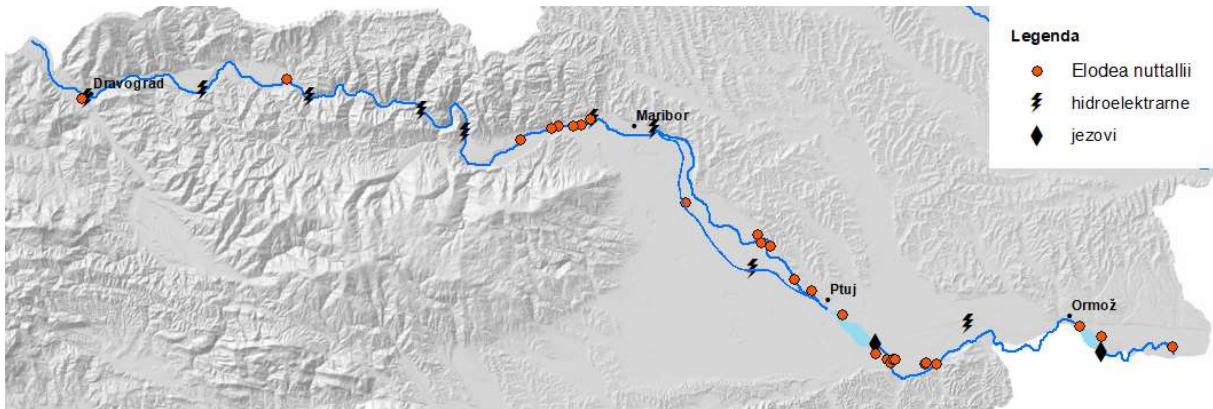 Legenda
Elodea nuttallii
hidroelektrarne
jezovi
Dravograd
Maribor
Ptuj
Ormož